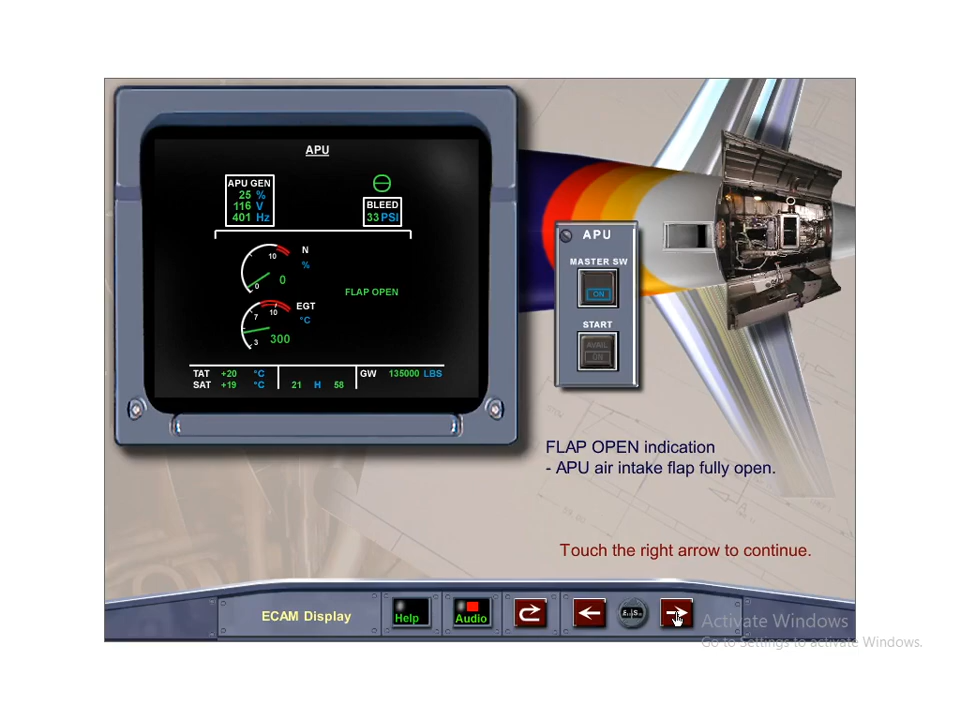 APU
APU GEN
25 %
116 V
401 Hz
BLEED
33 PSI
10
N
%
0
0
FLAP OPEN
10
7
3
EGT
°C
300
TAT +20 °C
SAT +19 °C
21 H 58
GW 135000 LBS
APU
MASTER SW
ON
START
AVAIL
ON
FLAP OPEN indication
- APU air intake flap fully open.
Touch the right arrow to continue.
ECAM Display
Help
Audio
Activate Windows
Go to Settings to activate Windows.